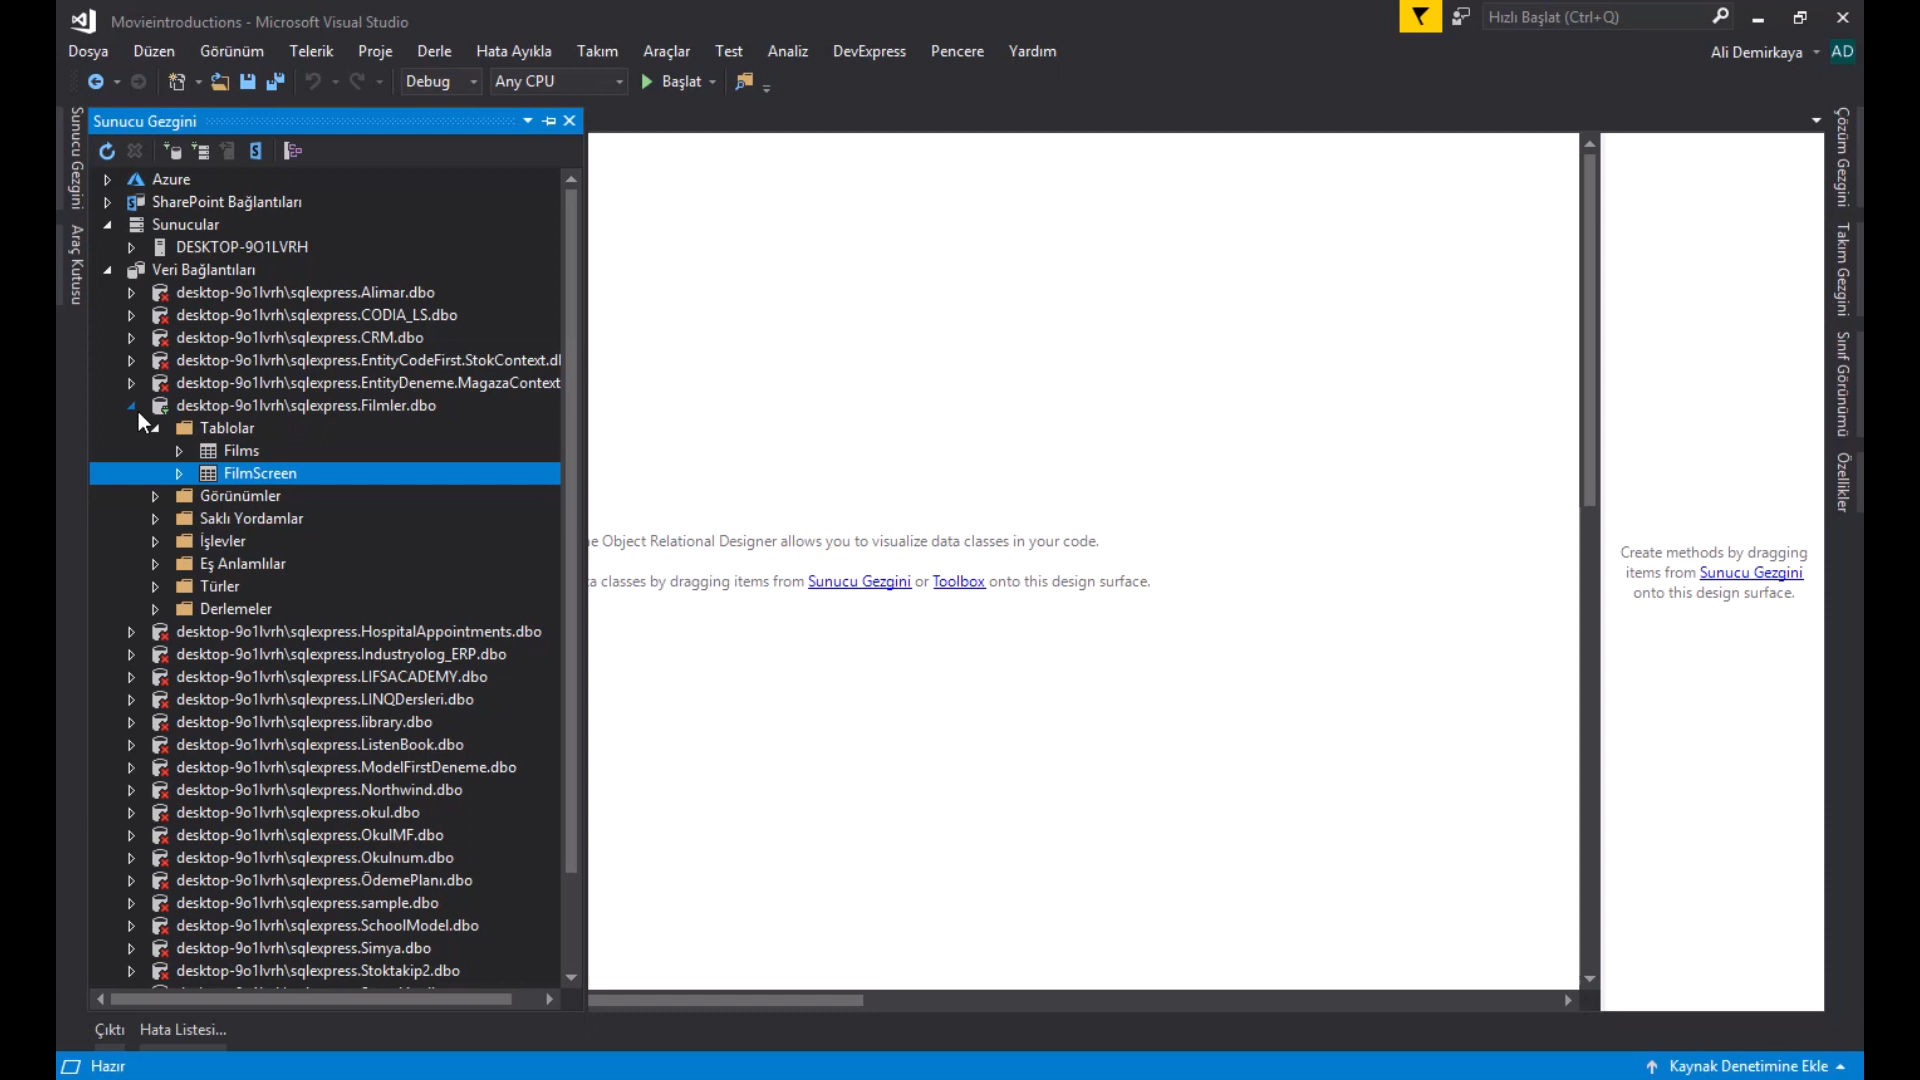 Movieintroductions - Microsoft Visual Studio
Hızlı Başlat (Ctrl+Q)
Dosya Düzen Görünüm Telerik Proje Derle Hata Ayıkla Takım Araçlar Test Analiz DevExpress Pencere Yardım
Ali Demirkaya AD
Debug Any CPU Başlat
Sunucu Gezgini
Araç Kutusu
Sunucu Gezgini
Azure
SharePoint Bağlantıları
Sunucular
DESKTOP-9O1LVRH
Veri Bağlantıları
desktop-9o1lvrh\sqlexpress.Alimar.dbo
desktop-9o1lvrh\sqlexpress.CODIA_LS.dbo
desktop-9o1lvrh\sqlexpress.CRM.dbo
desktop-9o1lvrh\sqlexpress.EntityCodeFirst.StokContext.d
desktop-9o1lvrh\sqlexpress.EntityDeneme.MagazaContext
desktop-9o1lvrh\sqlexpress.Filmler.dbo
Tablolar
Films
FilmScreen
Görünümler
Saklı Yordamlar
İşlevler
Eş Anlamlılar
Türler
Derlemeler
desktop-9o1lvrh\sqlexpress.HospitalAppointments.dbo
desktop-9o1lvrh\sqlexpress.Industryolog_ERP.dbo
desktop-9o1lvrh\sqlexpress.LIFSACADEMY.dbo
desktop-9o1lvrh\sqlexpress.LINQDersleri.dbo
desktop-9o1lvrh\sqlexpress.library.dbo
desktop-9o1lvrh\sqlexpress.ListenBook.dbo
desktop-9o1lvrh\sqlexpress.ModelFirstDeneme.dbo
desktop-9o1lvrh\sqlexpress.Northwind.dbo
desktop-9o1lvrh\sqlexpress.okul.dbo
desktop-9o1lvrh\sqlexpress.OkulMF.dbo
desktop-9o1lvrh\sqlexpress.Okulnum.dbo
desktop-9o1lvrh\sqlexpress.ÖdemePlanı.dbo
desktop-9o1lvrh\sqlexpress.sample.dbo
desktop-9o1lvrh\sqlexpress.SchoolModel.dbo
desktop-9o1lvrh\sqlexpress.Simya.dbo
desktop-9o1lvrh\sqlexpress.Stoktakip2.dbo
e Object Relational Designer allows you to visualize data classes in your code.
a classes by dragging items from Sunucu Gezgini or Toolbox onto this design surface.
Create methods by dragging
items from Sunucu Gezgini
onto this design surface.
Çözüm Gezgini
Takım Gezgini
Sınıf Görünümü
Özellikler
Çıktı Hata Listesi...
Hazır
Kaynak Denetimine Ekle